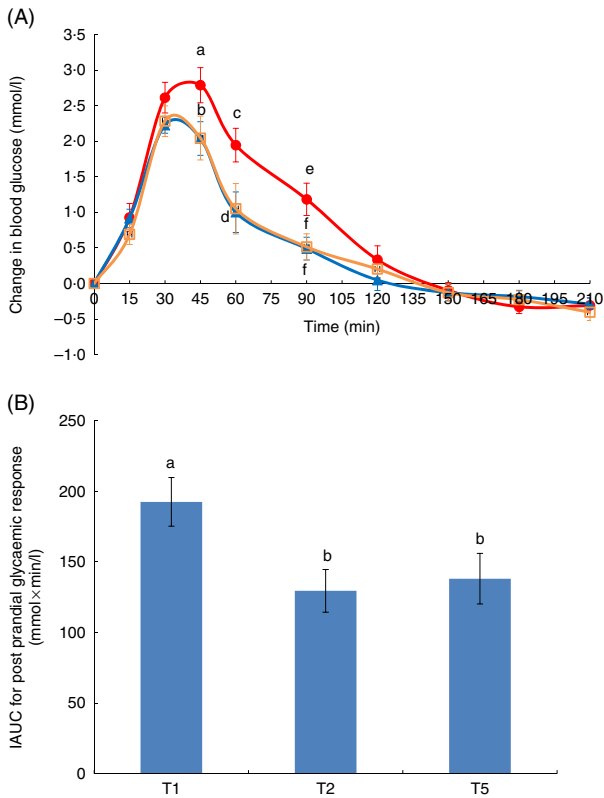 (A)
Change in blood glucose (mmol/l)
3·5
3·0
2·5
2·0
1·5
1·0
0·5
0·0
–0·5
–1·0
a
b
c
d
e
f
f
0 15 30 45 60 75 90 105 120 135 150 165 180 195 210
Time (min)
(B)
IAUC for post prandial glycaemic response
(mmol×min/l)
250
200
150
100
50
0
a
b
b
T1 T2 T5